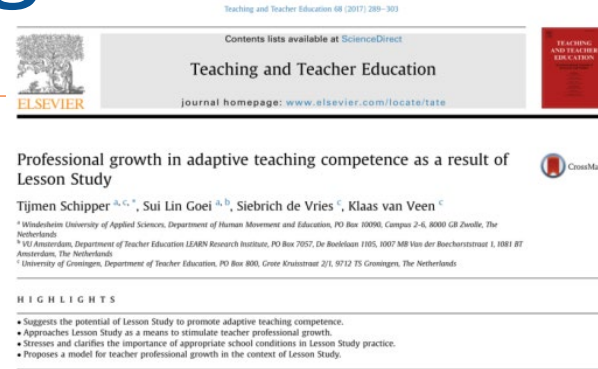 Teaching and Teacher Education 68 (2017) 289–303
Contents lists available at ScienceDirect
Teaching and Teacher Education
journal homepage: www.elsevier.com/locate/tate
ELSEVIER
TEACHING
AND TEACHER
EDUCATION
Professional growth in adaptive teaching competence as a result of
Lesson Study
CrossMa
Tijmen Schipper a, c, *, Sui Lin Goei a, b, Siebrich de Vries c, Klaas van Veen c
a Windesheim University of Applied Sciences, Department of Human Movement and Education, PO Box 10090, Campus 2-6, 8000 GB Zwolle, The
Netherlands
b VU Amsterdam, Department of Teacher Education LEARN Research Institute, PO Box 7057, De Boelelaan 1105, 1007 MB Van der Boechorststraat 1, 1081 BT
Amsterdam, The Netherlands
c University of Groningen, Department of Teacher Education, PO Box 800, Grote Kruisstraat 2/1, 9712 TS Groningen, The Netherlands
HIGHLIGHTS
• Suggests the potential of Lesson Study to promote adaptive teaching competence.
• Approaches Lesson Study as a means to stimulate teacher professional growth.
• Stresses and clarifies the importance of appropriate school conditions in Lesson Study practice.
• Proposes a model for teacher professional growth in the context of Lesson Study.